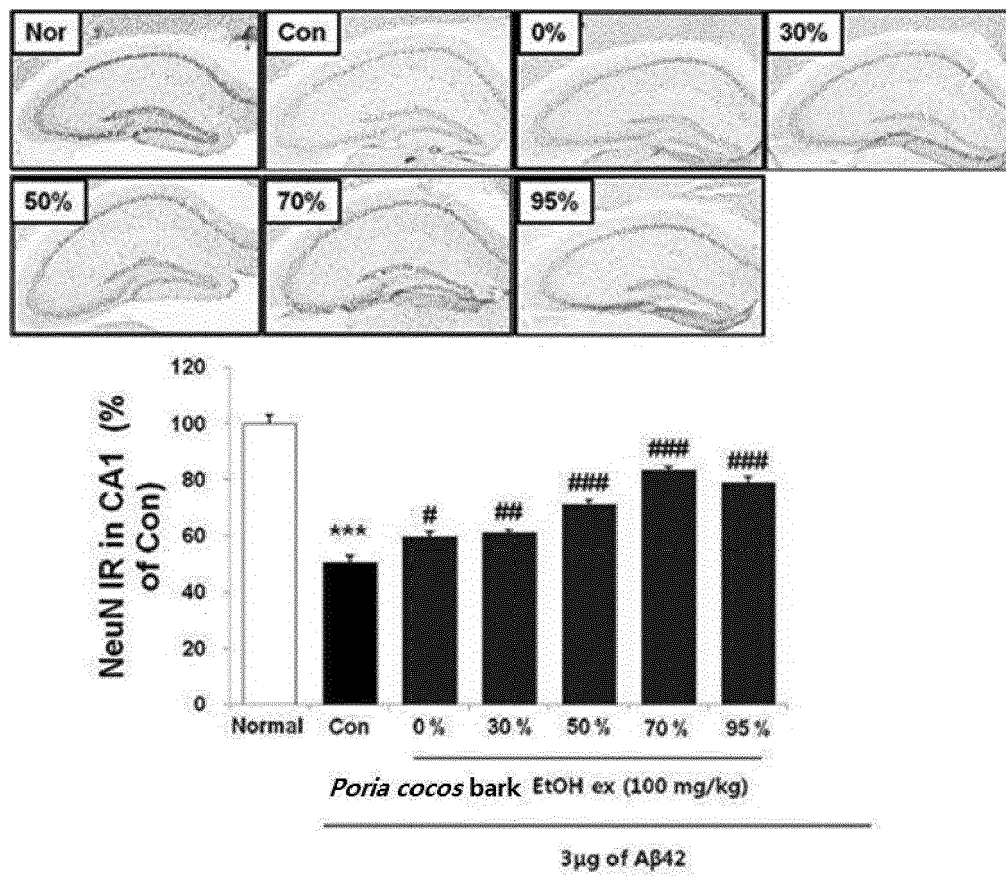 Nor
Con
0%
30%
50%
70%
95%
NeuN IR in CA1 (%
of Con)
120
100
80
60
40
20
0
***
#
##
###
###
###
Normal
Con
0 %
30 %
50 %
70 %
95 %
Poria cocos bark EtOH ex (100 mg/kg)
3μg of Aβ42